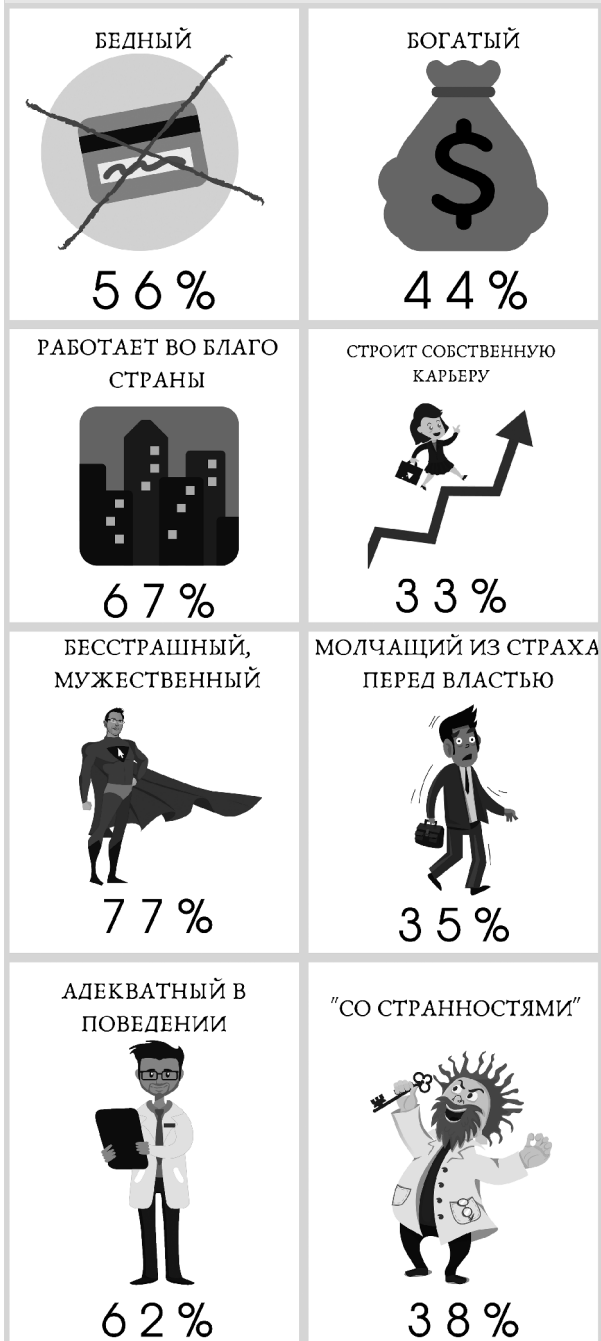 БЕДНЫЙ
БОГАТЫЙ
$
56%
44%
РАБОТАЕТ ВО БЛАГО
СТРАНЫ
СТРОИТ СОБСТВЕННУЮ
КАРЬЕРУ
67%
33%
БЕССТРАШНЫЙ,
МУЖЕСТВЕННЫЙ
МОЛЧАЩИЙ ИЗ СТРАХА
ПЕРЕД ВЛАСТЬЮ
77%
35%
АДЕКВАТНЫЙ В
ПОВЕДЕНИИ
"СО СТРАННОСТЯМИ"
62%
38%